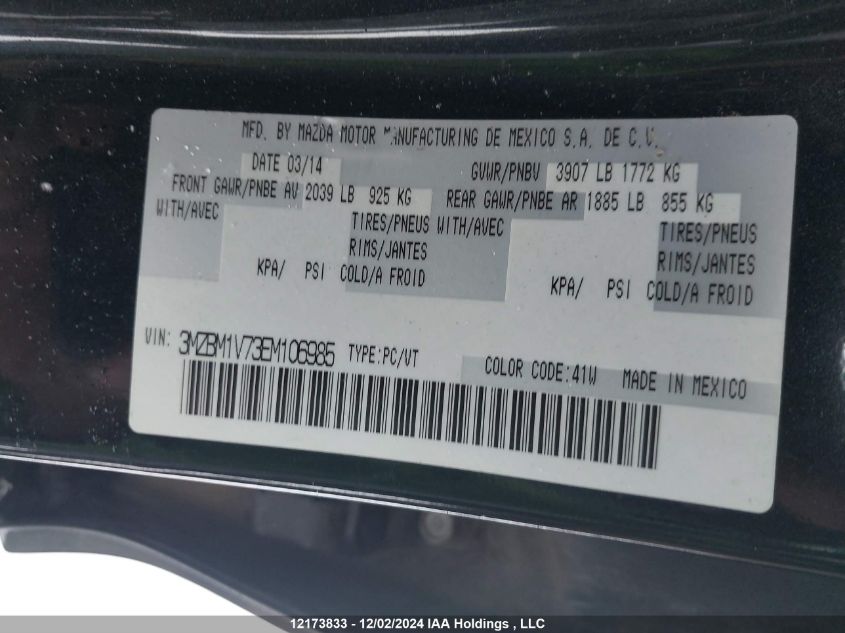 MFD. BY MAZDA MOTOR MANUFACTURING DE MEXICO S.A. DE C.V.
DATE 03/14 GVWR/PNBV 3907 LB 1772 KG
FRONT GAWR/PNBE AV 2039 LB 925 KG REAR GAWR/PNBE AR 1885 LB 855 KG
WITH/AVEC TIRES/PNEUS WITH/AVEC TIRES/PNEUS
RIMS/JANTES RIMS/JANTES
KPA/ PSI COLD/A FROID KPA/ PSI COLD/A FROID
VIN: 3MZBM1V73EM106985 TYPE:PC/VT COLOR CODE:41W MADE IN MEXICO
12173833 - 12/02/2024 IAA Holdings , LLC